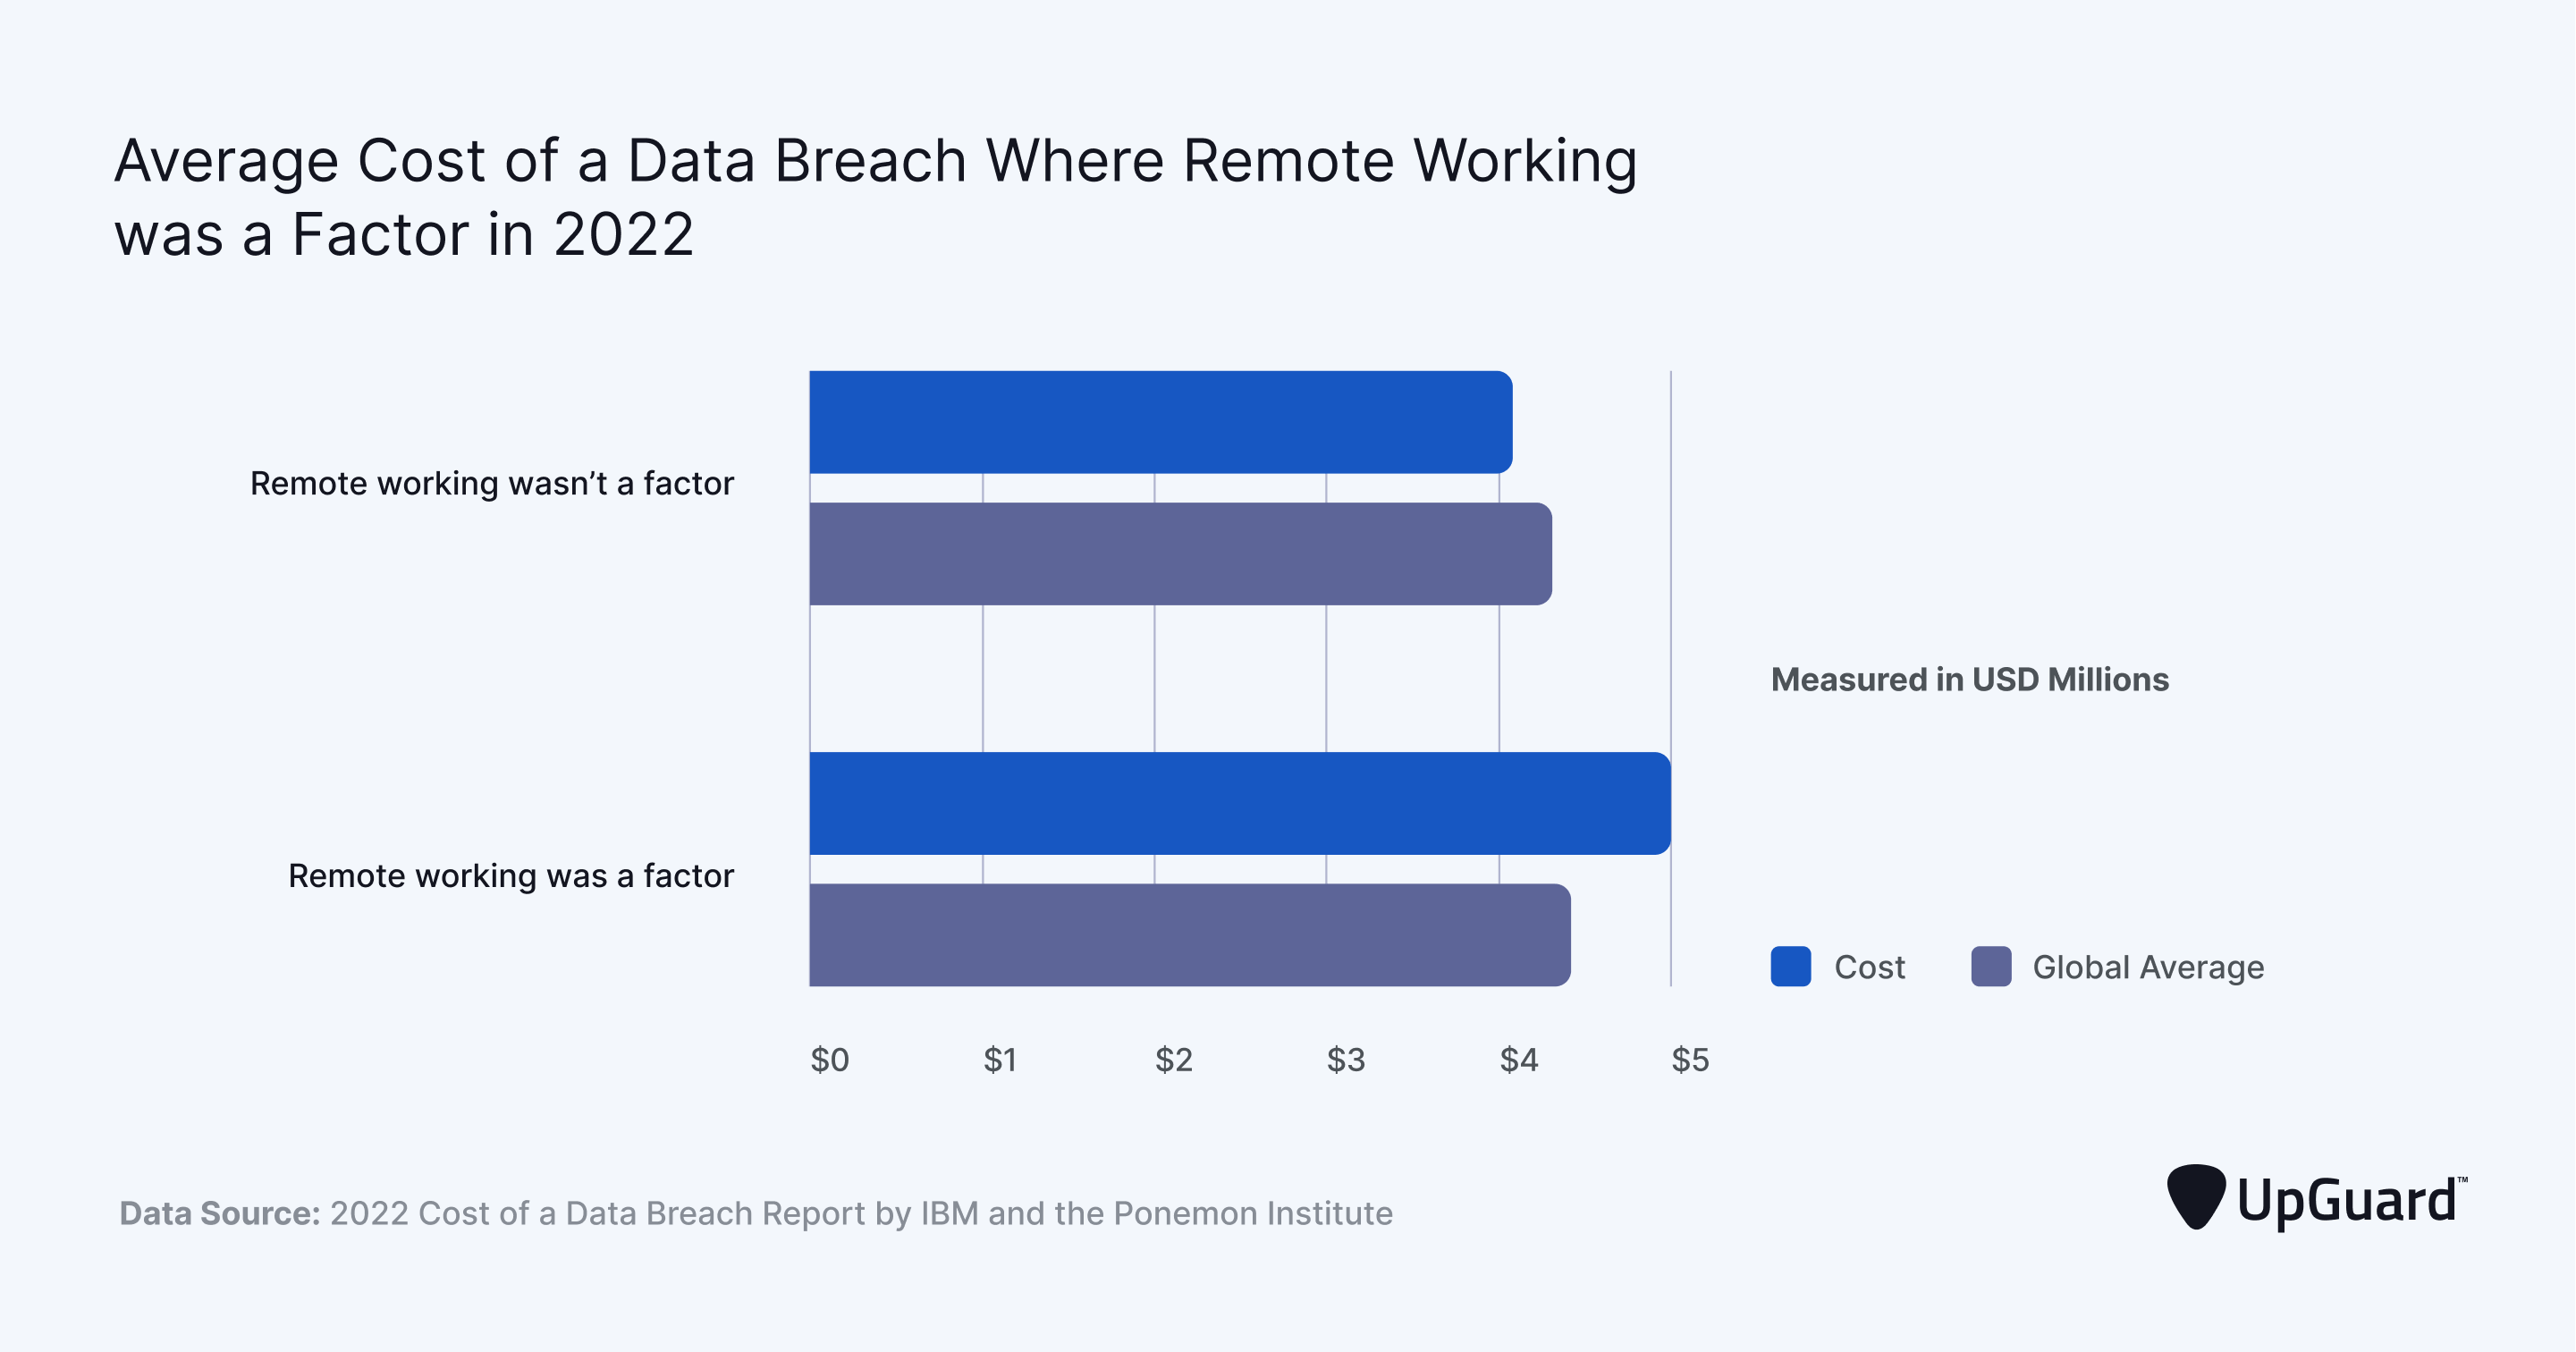 Average Cost of a Data Breach Where Remote Working
was a Factor in 2022
Remote working wasn’t a factor
Measured in USD Millions
Remote working was a factor
Cost
Global Average
$0 $1 $2 $3 $4 $5
Data Source: 2022 Cost of a Data Breach Report by IBM and the Ponemon Institute
UpGuard™